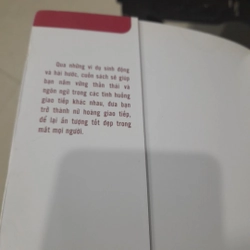 Qua những ví dụ sinh động
và hài hước, cuốn sách sẽ giúp
bạn nắm vững thần thái và
ngôn ngữ trong các tình huống
giao tiếp khác nhau, đưa bạn
trở thành nữ hoàng giao tiếp,
để lại ấn tượng tốt đẹp trong
mắt mọi người.